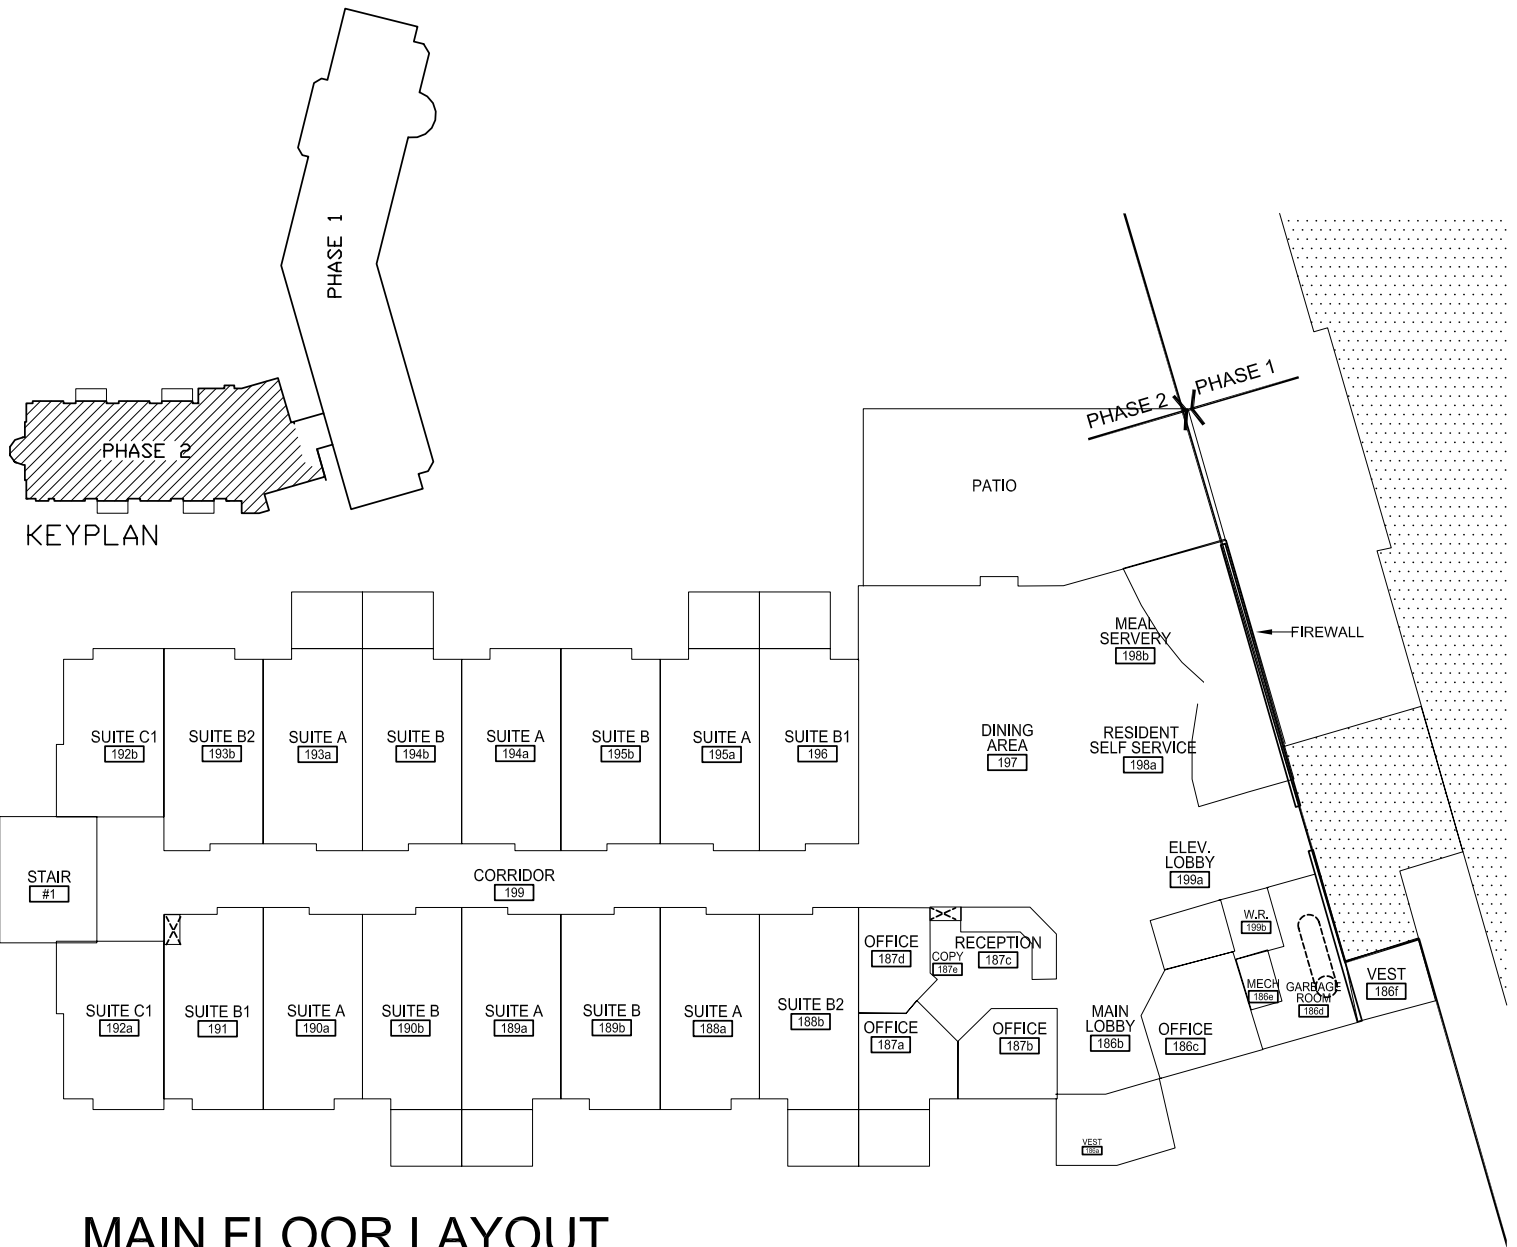 PHASE 1
PHASE 2
KEYPLAN
PHASE 1
PHASE 2
PATIO
FIREWALL
MEAL
SERVERY
198b
DINING
AREA
197
RESIDENT
SELF SERVICE
198a
SUITE C1
192b
SUITE B2
193b
SUITE A
193a
SUITE B
194b
SUITE A
194a
SUITE B
195b
SUITE A
195a
SUITE B1
196
STAIR
#1
CORRIDOR
199
ELEV.
LOBBY
199a
W.R.
199b
OFFICE
187d
COPY
187e
RECEPTION
187c
MECH
186e
GARBAGE
ROOM
186d
VEST
186f
SUITE C1
192a
SUITE B1
191
SUITE A
190a
SUITE B
190b
SUITE A
189a
SUITE B
189b
SUITE A
188a
SUITE B2
188b
OFFICE
187a
OFFICE
187b
MAIN
LOBBY
186b
OFFICE
186c
VEST
186a
MAIN FLOOR LAYOUT